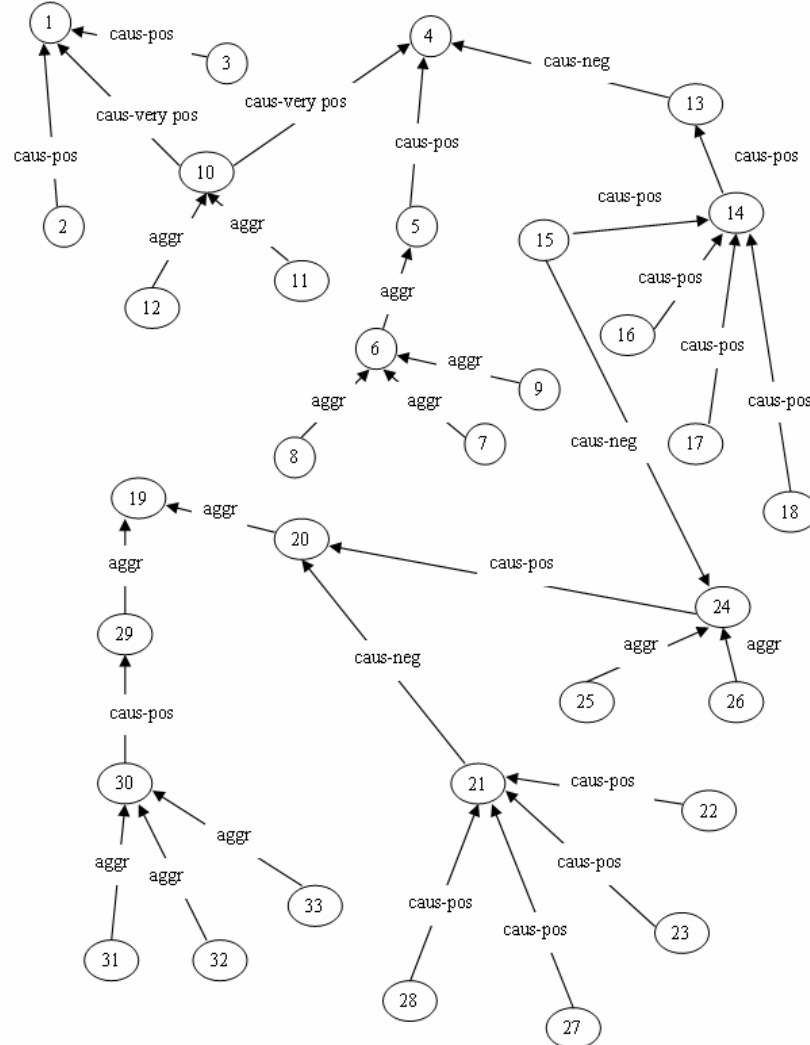 1
caus-pos
3
4
caus-neg
13
caus-very pos
caus-very pos
caus-pos
caus-pos
caus-pos
10
caus-pos
14
2
aggr
aggr
5
15
12
11
aggr
caus-pos
16
6
caus-pos
aggr
9
aggr
aggr
caus-pos
8
7
caus-neg
17
18
19
aggr
20
caus-pos
aggr
24
29
caus-neg
aggr
aggr
25
26
caus-pos
30
21
caus-pos
22
aggr
aggr
aggr
caus-pos
33
caus-pos
caus-pos
23
31
32
28
27